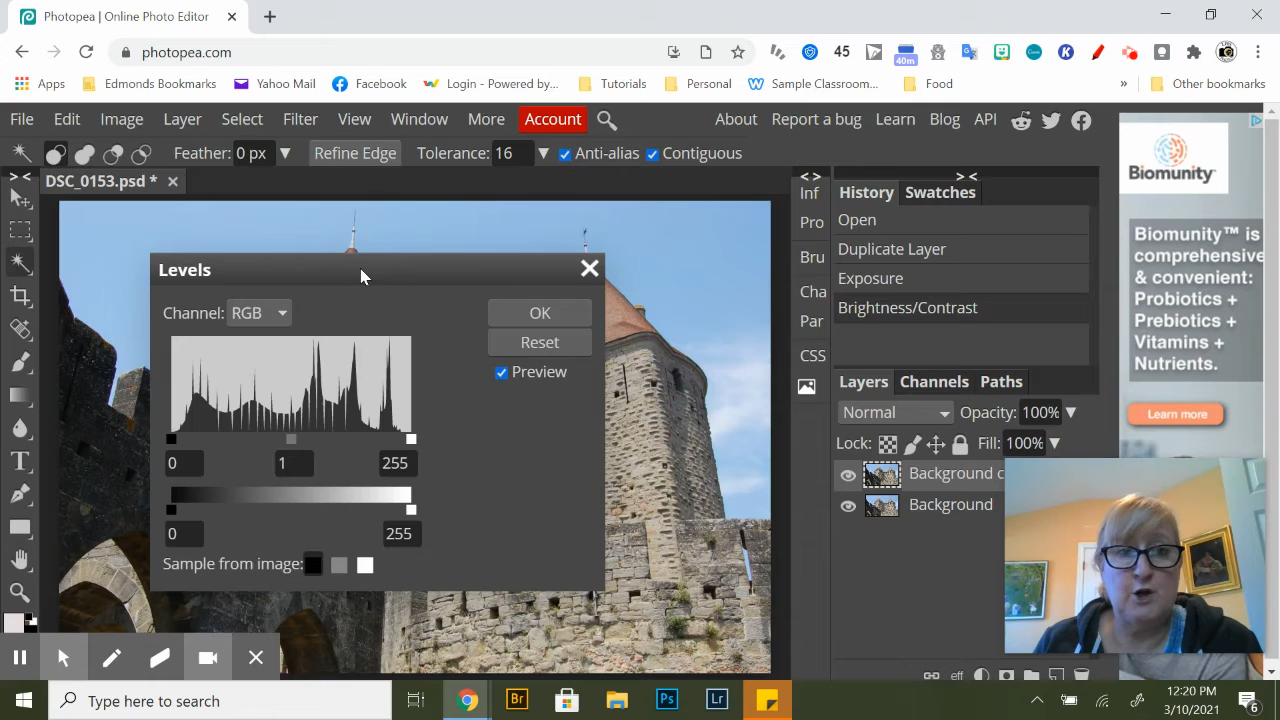 Photopea | Online Photo Editor
photopea.com
45
40m
Apps Edmonds Bookmarks Yahoo Mail Facebook Login - Powered by... Tutorials Personal Sample Classroom... Food » Other bookmarks
File Edit Image Layer Select Filter View Window More Account About Report a bug Learn Blog API
Feather: 0 px Refine Edge Tolerance: 16 Anti-alias Contiguous
DSC_0153.psd *
Levels
Channel: RGB
OK
Reset
Preview
0 1 255
0 255
Sample from image:
Inf
Pro
Bru
Cha
Par
CSS
History Swatches
Open
Duplicate Layer
Exposure
Brightness/Contrast
Layers Channels Paths
Normal Opacity: 100%
Lock: Fill: 100%
Background c
Background
eff
Biomunity
Biomunity™ is
comprehensive
& convenient:
Probiotics +
Prebiotics +
Vitamins +
Nutrients.
Learn more
Type here to search
Br
Ps
Lr
12:20 PM
3/10/2021
6